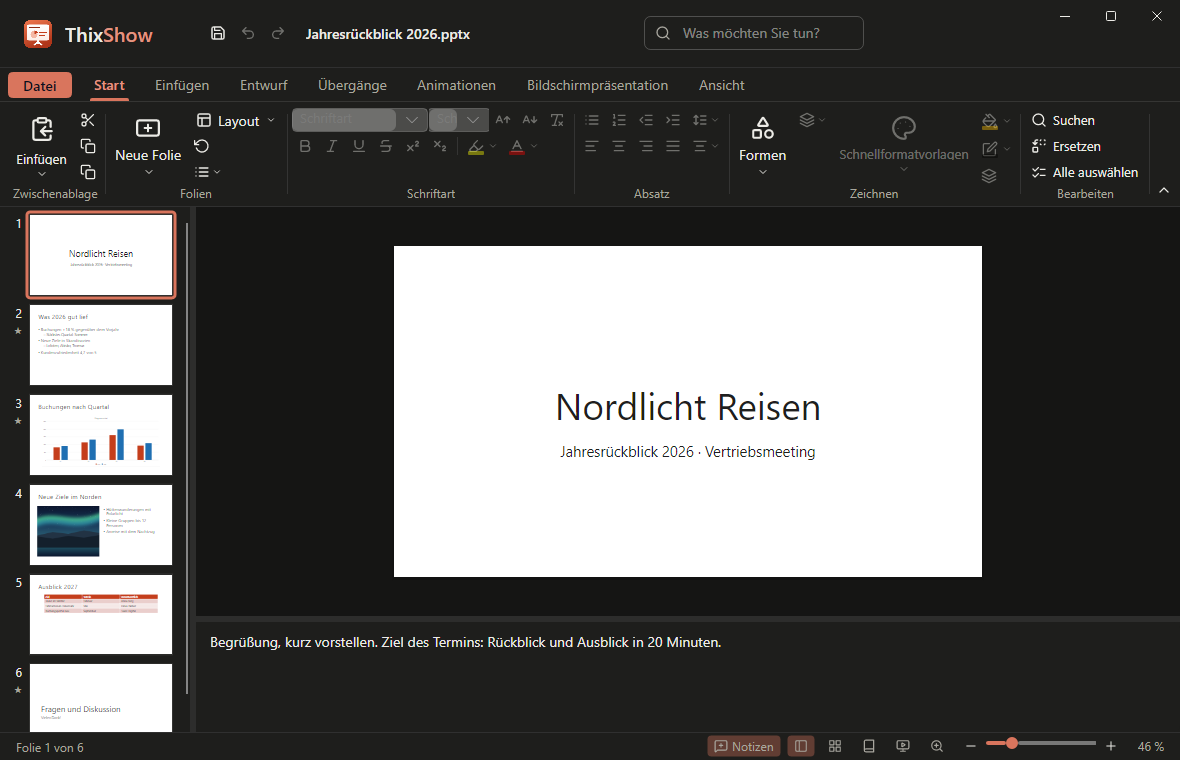 ThixShow
Jahresrückblick 2026.pptx
Was möchten Sie tun?
Datei
Start
Einfügen
Entwurf
Übergänge
Animationen
Bildschirmpräsentation
Ansicht
Einfügen
Zwischenablage
Neue Folie
Layout
Folien
Schriftart
Schriftart
Absatz
Formen
Schnellformatvorlagen
Zeichnen
Suchen
Ersetzen
Alle auswählen
Bearbeiten
1
Nordlicht Reisen
Jahresrückblick 2026 · Vertriebsmeeting
2
Was 2026 gut lief
3
Buchungen nach Quartal
4
Neue Ziele im Norden
5
Ausblick 2027
6
Fragen und Diskussion
Nordlicht Reisen
Jahresrückblick 2026 · Vertriebsmeeting
Begrüßung, kurz vorstellen. Ziel des Termins: Rückblick und Ausblick in 20 Minuten.
Folie 1 von 6
Notizen
46 %